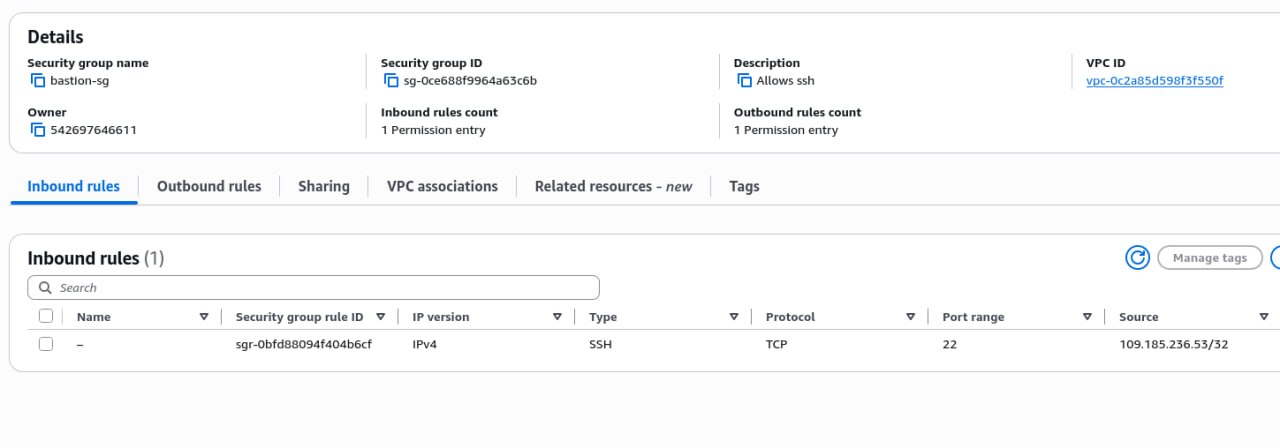 Details
Security group name
bastion-sg
Security group ID
sg-0ce688f9964a63c6b
Description
Allows ssh
VPC ID
vpc-0c2a85d598f3f550f
Owner
542697646611
Inbound rules count
1 Permission entry
Outbound rules count
1 Permission entry
Inbound rules Outbound rules Sharing VPC associations Related resources - new Tags
Inbound rules (1)
Manage tags
Search
Name Security group rule ID IP version Type Protocol Port range Source
– sgr-0bfd88094f404b6cf IPv4 SSH TCP 22 109.185.236.53/32